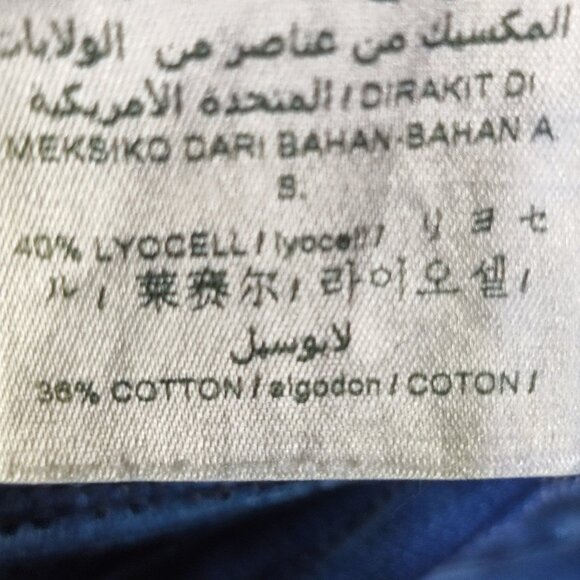 المكسيك من عناصر من الولايات
المتحدة الأمريكية / DIRAKIT DI
MEKSIKO DARI BAHAN-BAHAN A
S.
40% LYOCELL / lyocell / リヨセ
ル / 莱赛尔 / 라이오셀 /
لايوسيل
36% COTTON / algodon / COTON /